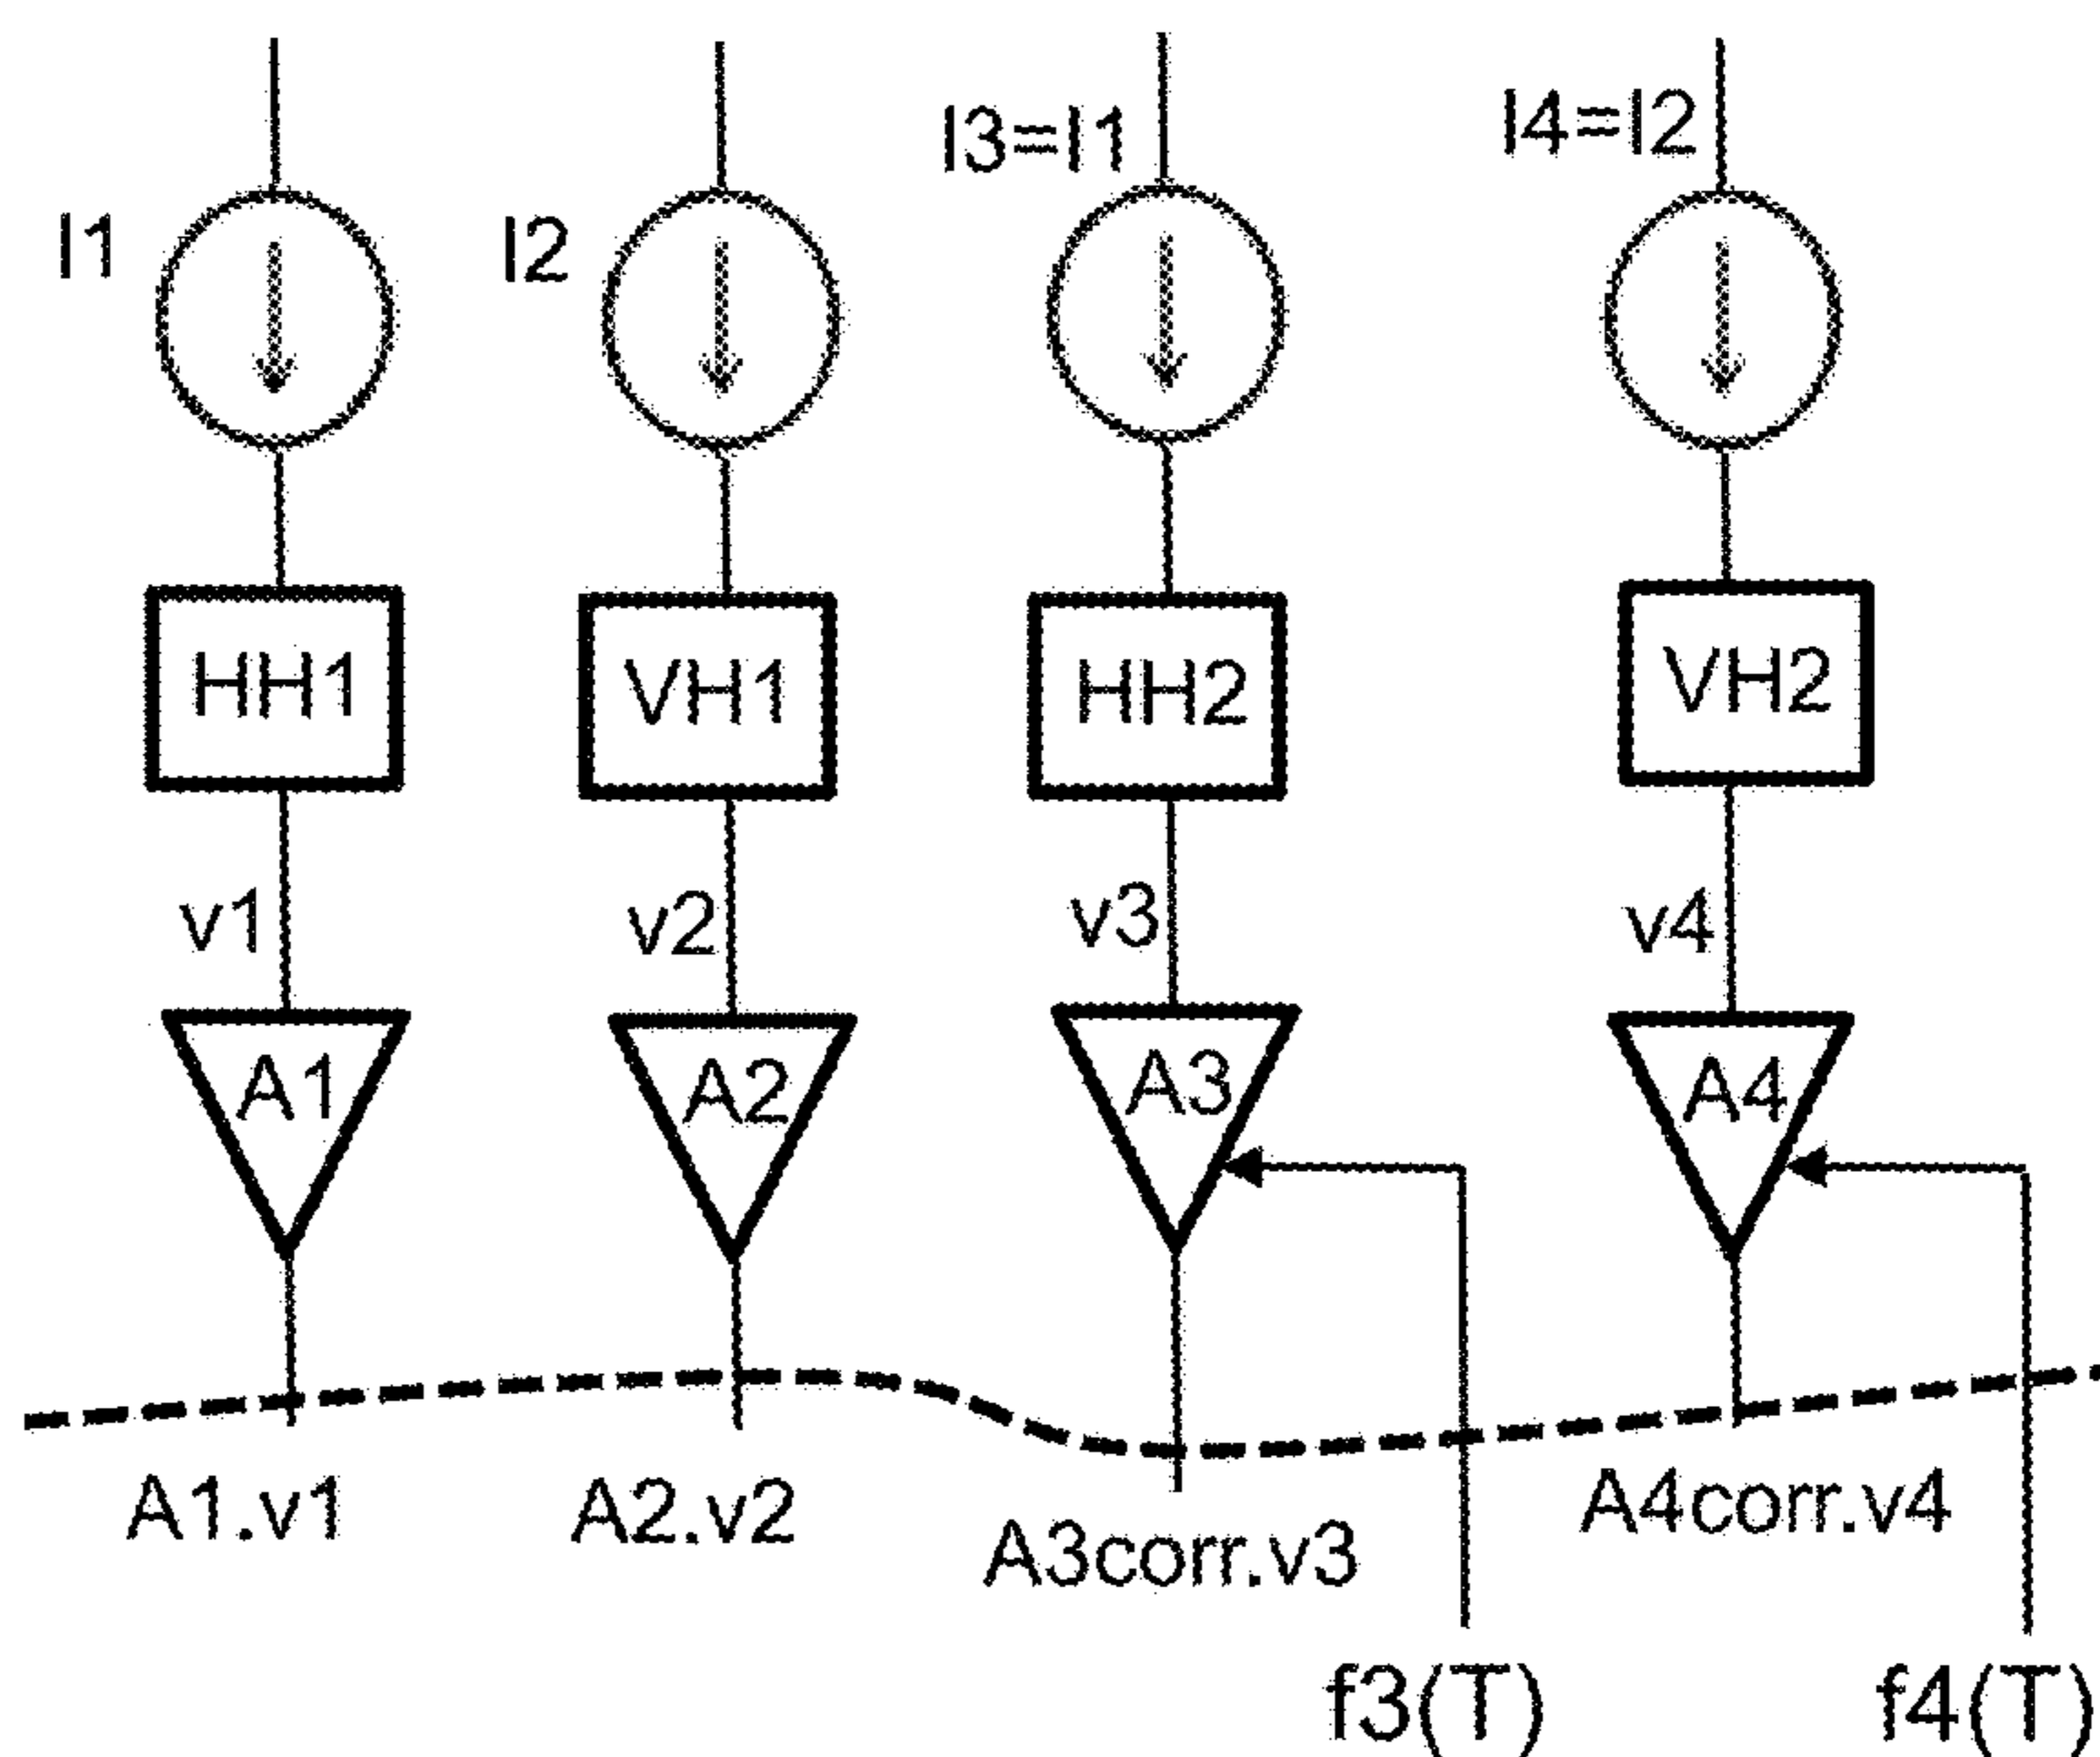 I1
I2
I3=I1
I4=I2
HH1
VH1
HH2
VH2
v1
v2
v3
v4
A1
A2
A3
A4
A1.v1
A2.v2
A3corr.v3
A4corr.v4
f3(T)
f4(T)